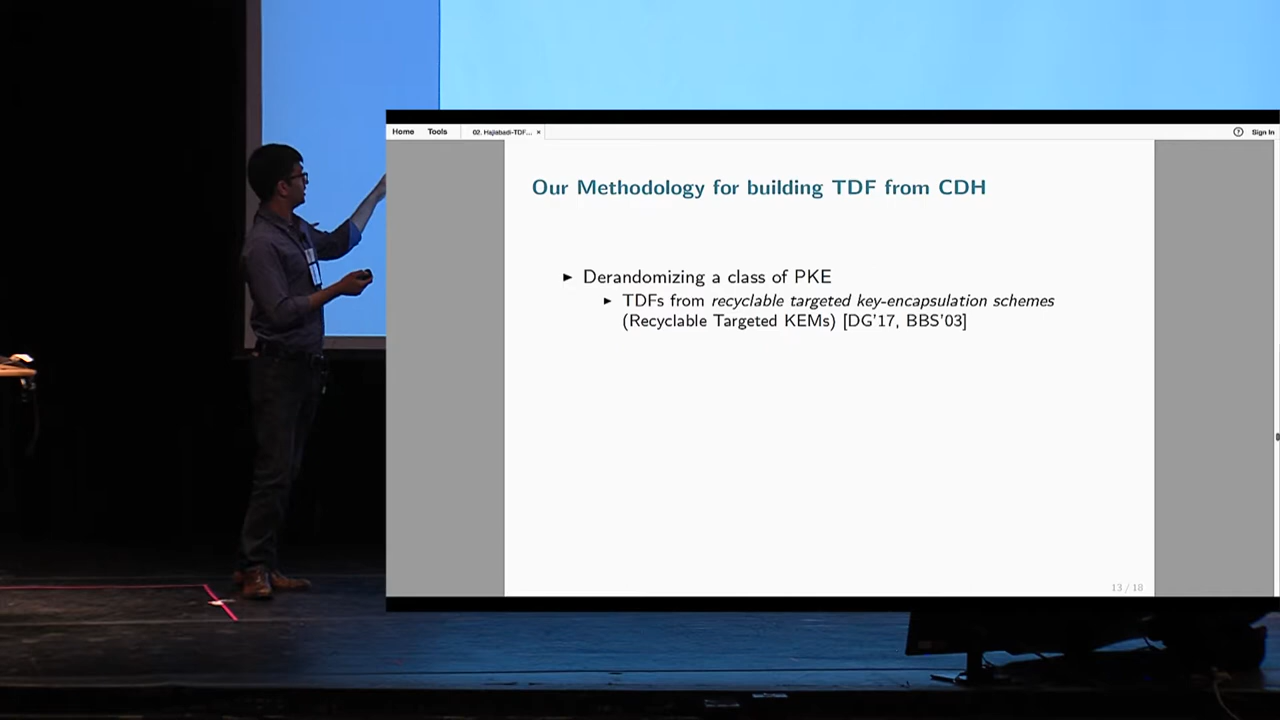 Home Tools 02. Hajiabadi-TDF... × ? Sign In
Our Methodology for building TDF from CDH
► Derandomizing a class of PKE
► TDFs from recyclable targeted key-encapsulation schemes
(Recyclable Targeted KEMs) [DG'17, BBS'03]
13 / 18